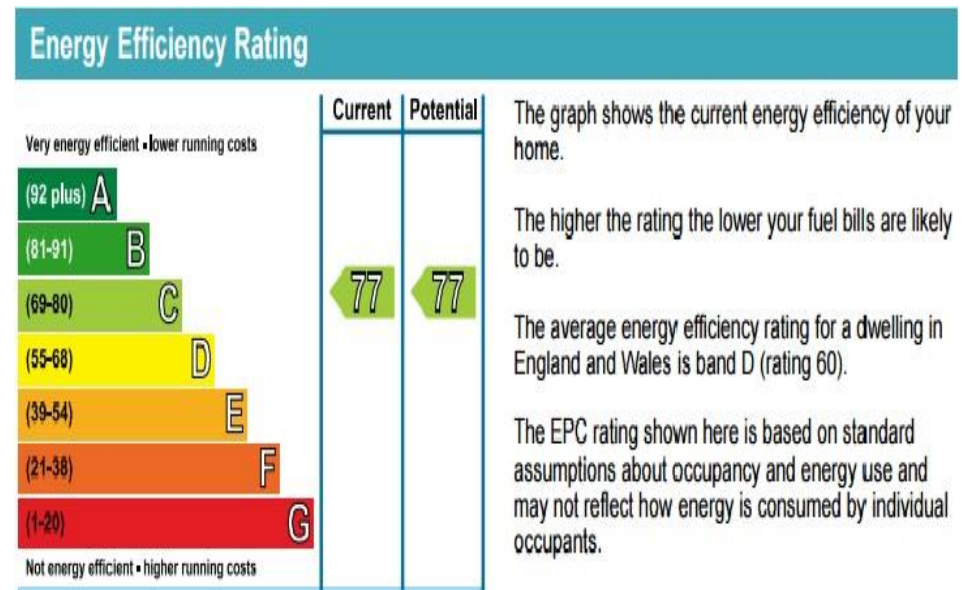 Energy Efficiency Rating
Current Potential
Very energy efficient - lower running costs
(92 plus) A
(81-91) B
(69-80) C
77 77
(55-68) D
(39-54) E
(21-38) F
(1-20) G
Not energy efficient - higher running costs
The graph shows the current energy efficiency of your
home.
The higher the rating the lower your fuel bills are likely
to be.
The average energy efficiency rating for a dwelling in
England and Wales is band D (rating 60).
The EPC rating shown here is based on standard
assumptions about occupancy and energy use and
may not reflect how energy is consumed by individual
occupants.